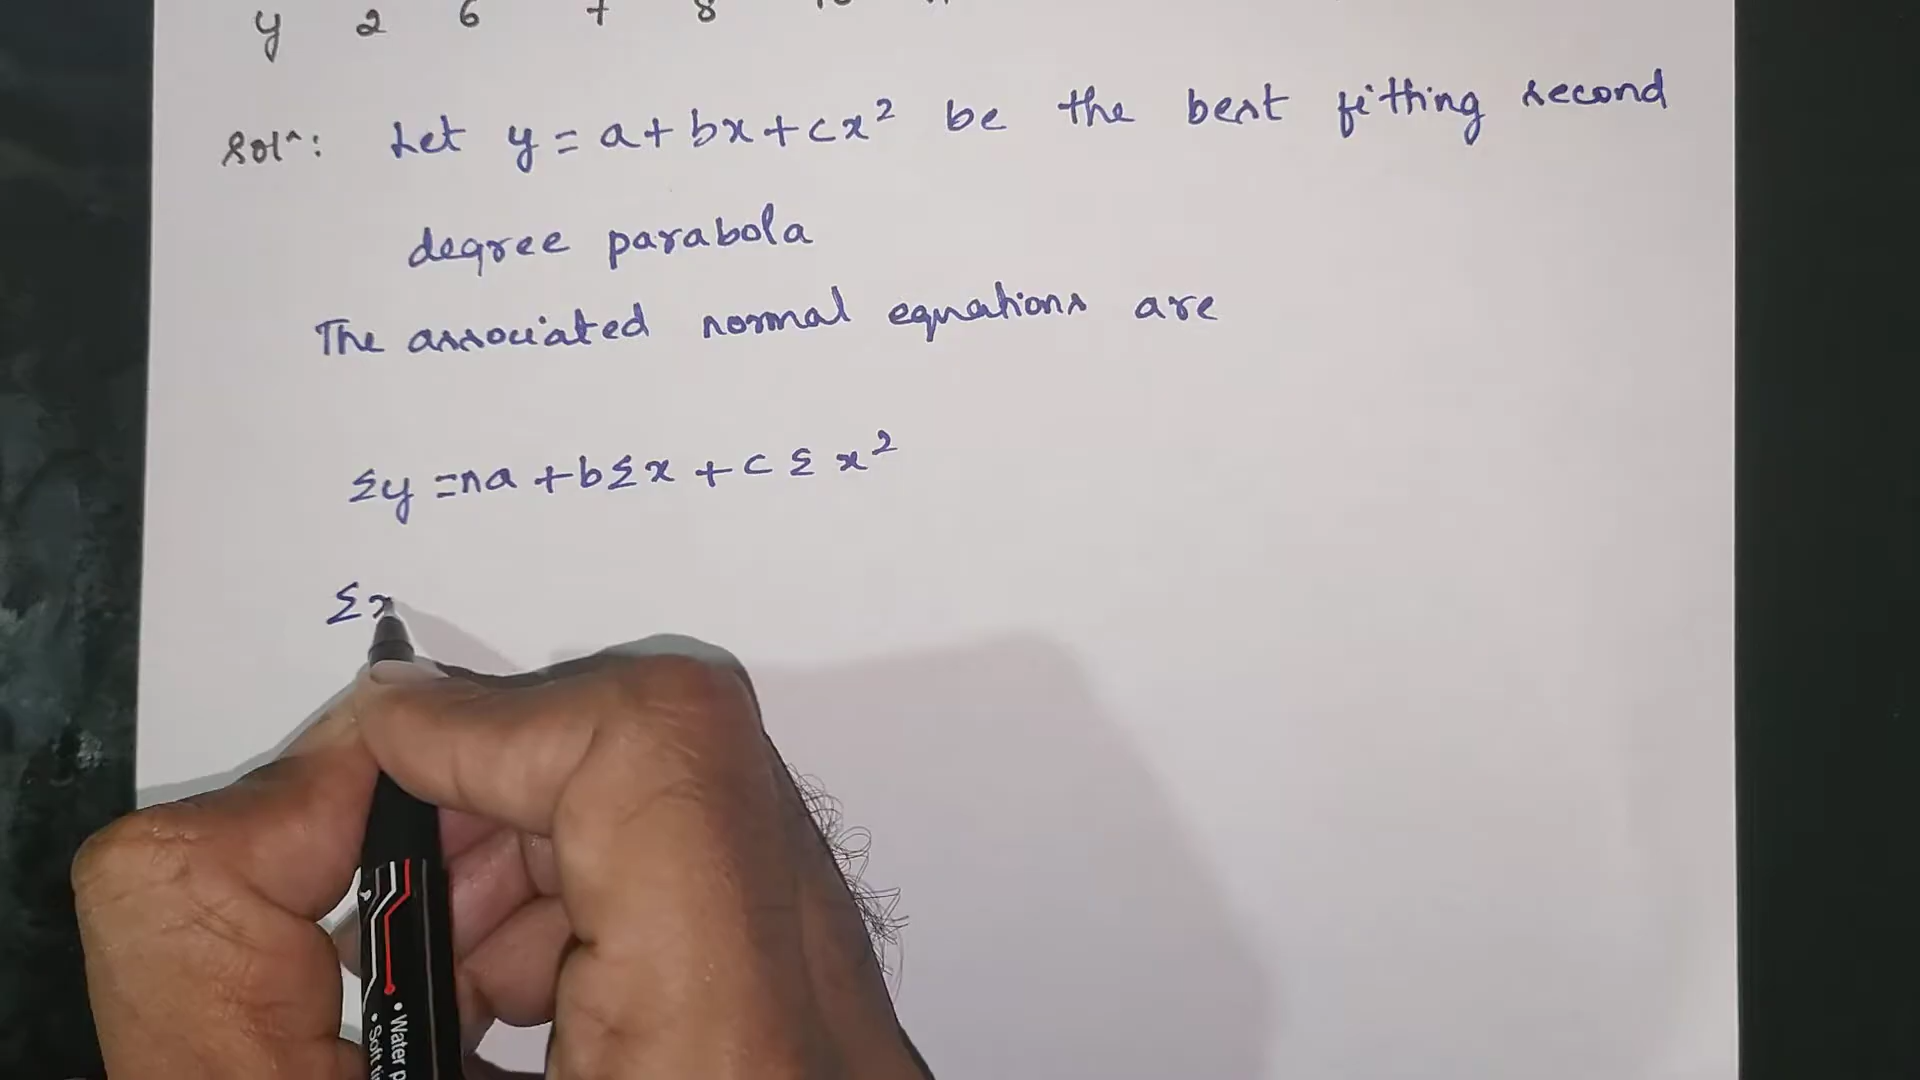 y 2 6 7 8
Solⁿ: Let y = a + bx + cx² be the best fitting second
degree parabola
The associated normal equations are
Σy = na + bΣx + cΣx²
Σx
• Water p
• Soft ti